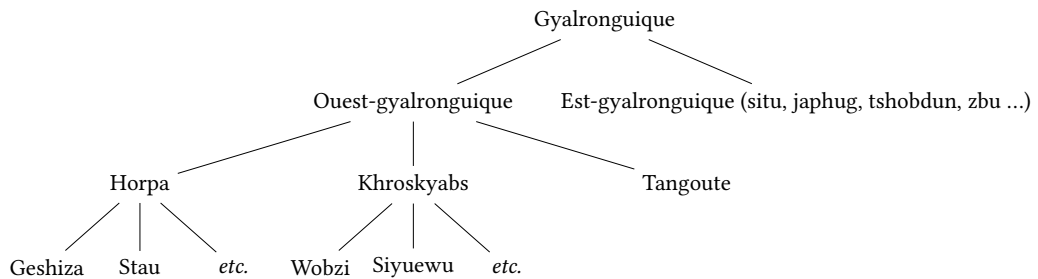 Gyalronguique
Ouest-gyalronguique Est-gyalronguique (situ, japhug, tshobdun, zbu …)
Horpa Khroskyabs Tangoute
Geshiza Stau etc. Wobzi Siyuewu etc.